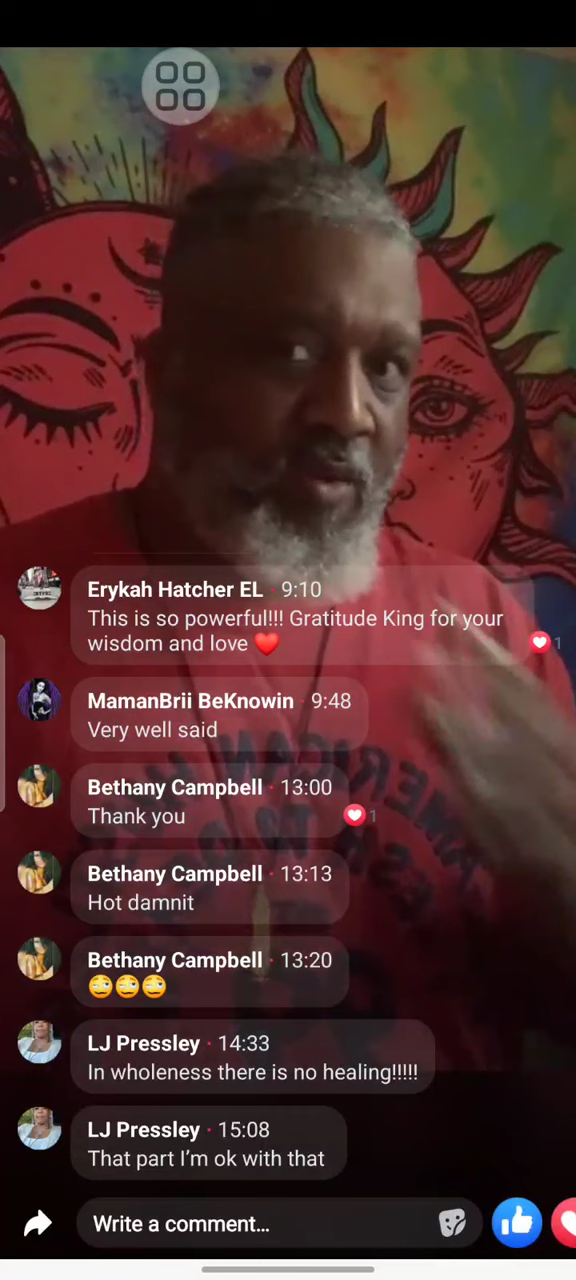 Erykah Hatcher EL · 9:10
This is so powerful!!! Gratitude King for your
wisdom and love ❤️
1
MamanBrii BeKnowin · 9:48
Very well said
Bethany Campbell · 13:00
Thank you
1
Bethany Campbell · 13:13
Hot damnit
Bethany Campbell · 13:20
🙄🙄🙄
LJ Pressley · 14:33
In wholeness there is no healing!!!!!
LJ Pressley · 15:08
That part I’m ok with that
Write a comment...